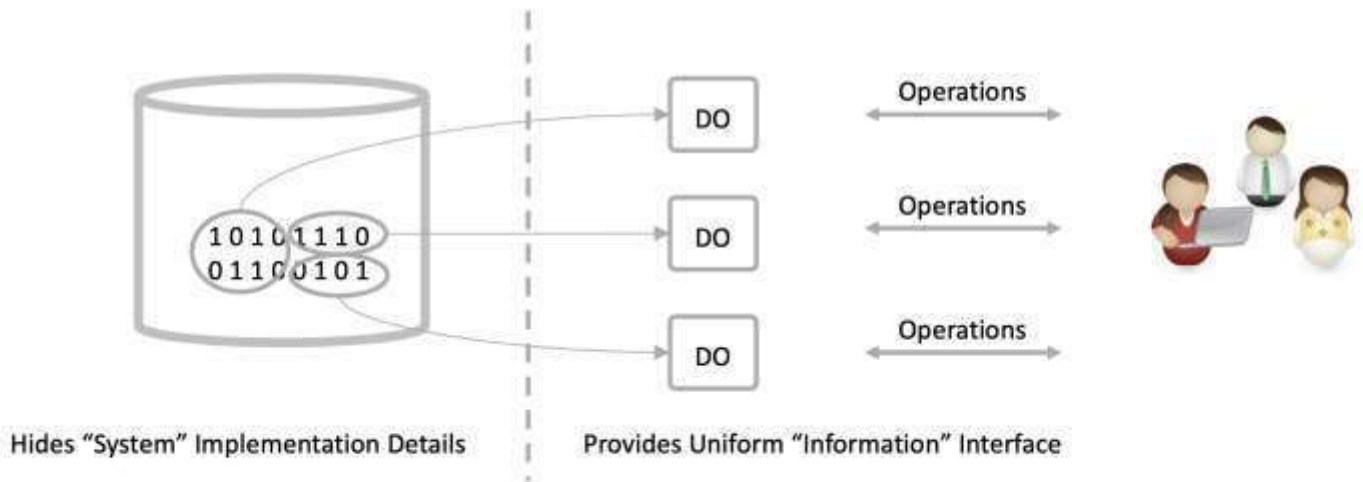 Operations
DO
Operations
DO
1 0 1 0 1 1 1 0
0 1 1 0 0 1 0 1
Operations
DO
Hides “System” Implementation Details
Provides Uniform “Information” Interface